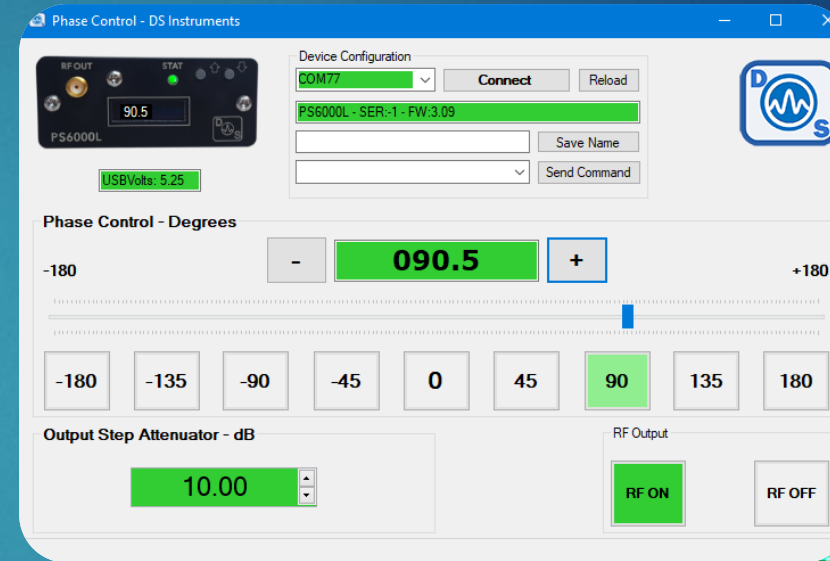 Phase Control - DS Instruments
RF OUT
STAT
90.5
PS6000L
D S
USBVolts: 5.25
Device Configuration
COM77
Connect
Reload
PS6000L - SER:-1 - FW:3.09
Save Name
Send Command
D S
Phase Control - Degrees
-180
-
090.5
+
+180
-180
-135
-90
-45
0
45
90
135
180
Output Step Attenuator - dB
10.00
RF Output
RF ON
RF OFF